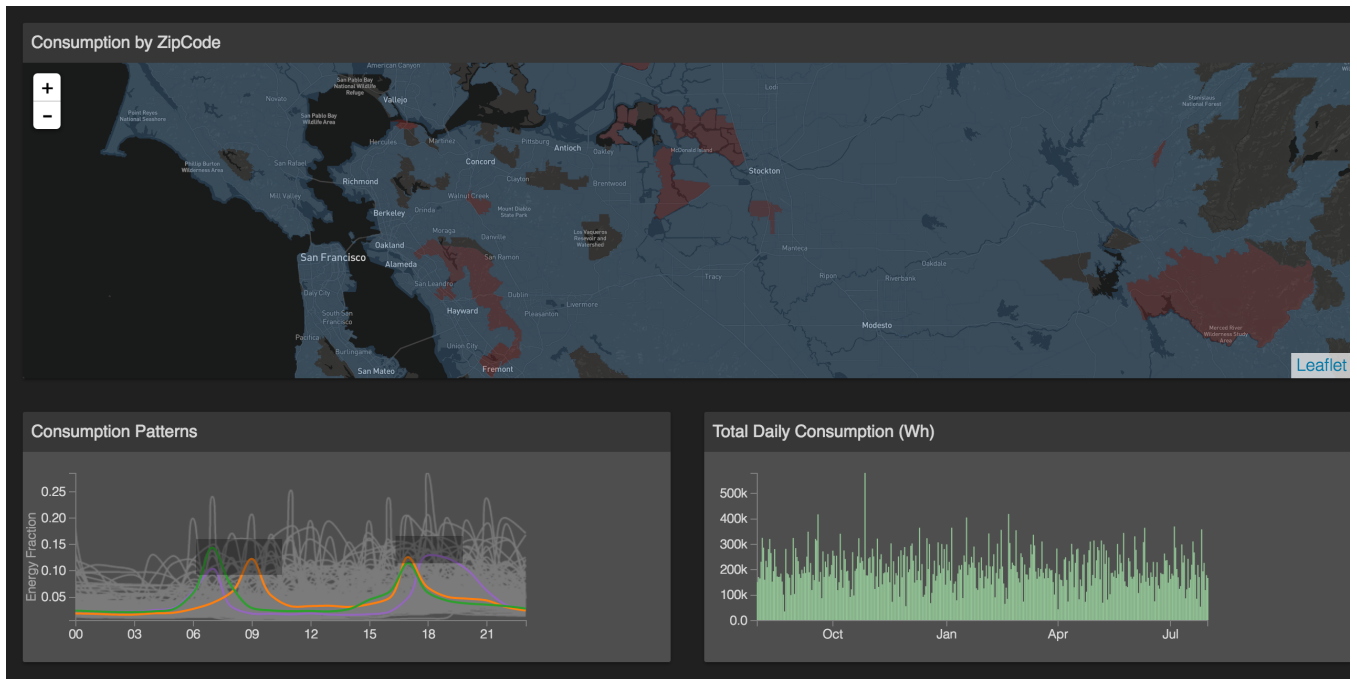 Consumption by ZipCode
+
−
American Canyon
San Pablo Bay
National Wildlife
Refuge
Lodi
Stanislaus
National Forest
Novato
Vallejo
Point Reyes
National Seashore
San Pablo Bay
Wildlife Area
Hercules
Martinez
Pittsburg
Antioch
Oakley
McDonald Island
Phillip Burton
Wilderness Area
San Rafael
Concord
Stockton
Richmond
Clayton
Brentwood
Mill Valley
Walnut Creek
Berkeley
Orinda
Mount Diablo
State Park
Moraga
Danville
Los Vaqueros
Resevoir and
Watershed
Oakland
Manteca
San Francisco
Alameda
San Ramon
Oakdale
Tracy
Ripon
Riverbank
San Leandro
Daly City
Dublin
Livermore
Hayward
Pleasanton
South San
Francisco
Modesto
Merced River
Wilderness Study
Area
Pacifica
Burlingame
Union City
San Mateo
Fremont
Leaflet
Consumption Patterns
Energy Fraction
0.25
0.20
0.15
0.10
0.05
00
03
06
09
12
15
18
21
Total Daily Consumption (Wh)
500k
400k
300k
200k
100k
0.0
Oct
Jan
Apr
Jul